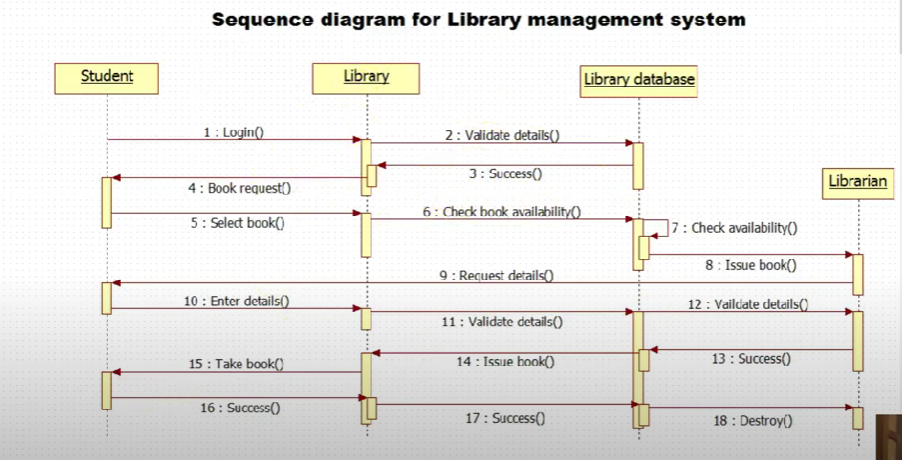 Sequence diagram for Library management system
Student
Library
Library database
Librarian
1 : Login()
2 : Validate details()
3 : Success()
4 : Book request()
5 : Select book()
6 : Check book availability()
7 : Check availability()
8 : Issue book()
9 : Request details()
10 : Enter details()
11 : Validate details()
12 : Vaildate details()
13 : Success()
14 : Issue book()
15 : Take book()
16 : Success()
17 : Success()
18 : Destroy()